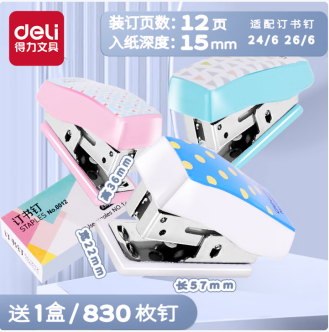 deli
得力文具
装订页数：12页
入纸深度：15mm
适配订书钉
24/6 26/6
高36mm
订书钉
STAPLES No.0012
宽22mm
长57mm
送1盒/830枚钉